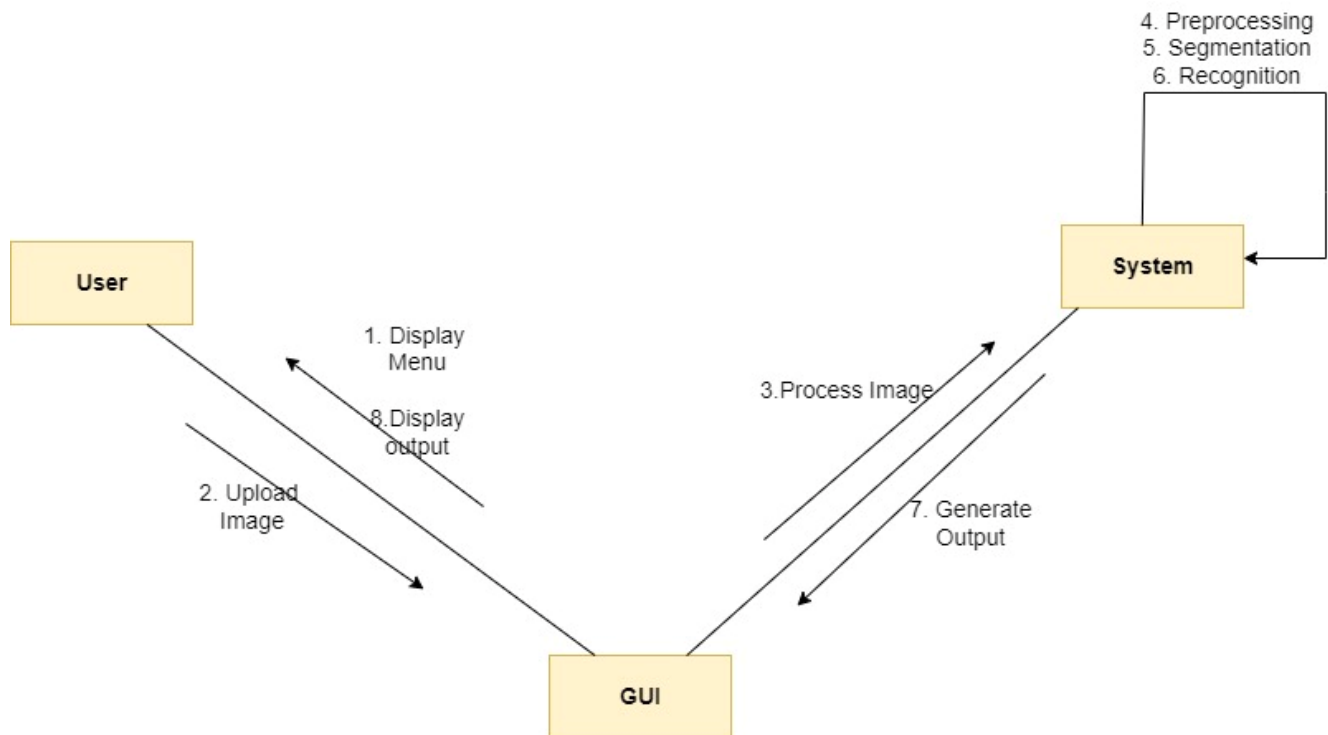 4. Preprocessing
5. Segmentation
6. Recognition
User
System
1. Display
Menu
8.Display
output
3.Process Image
2. Upload
Image
7. Generate
Output
GUI